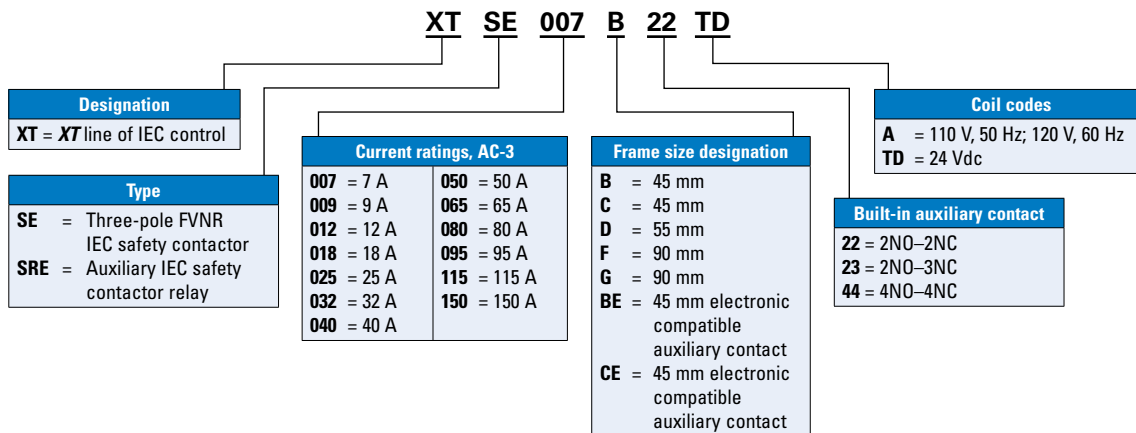 XT SE 007 B 22 TD
Designation
XT = XT line of IEC control
Type
SE = Three-pole FVNR
IEC safety contactor
SRE = Auxiliary IEC safety
contactor relay
Current ratings, AC-3
007 = 7 A
009 = 9 A
012 = 12 A
018 = 18 A
025 = 25 A
032 = 32 A
040 = 40 A
050 = 50 A
065 = 65 A
080 = 80 A
095 = 95 A
115 = 115 A
150 = 150 A
Frame size designation
B = 45 mm
C = 45 mm
D = 55 mm
F = 90 mm
G = 90 mm
BE = 45 mm electronic
compatible
auxiliary contact
CE = 45 mm electronic
compatible
auxiliary contact
Built-in auxiliary contact
22 = 2NO–2NC
23 = 2NO–3NC
44 = 4NO–4NC
Coil codes
A = 110 V, 50 Hz; 120 V, 60 Hz
TD = 24 Vdc